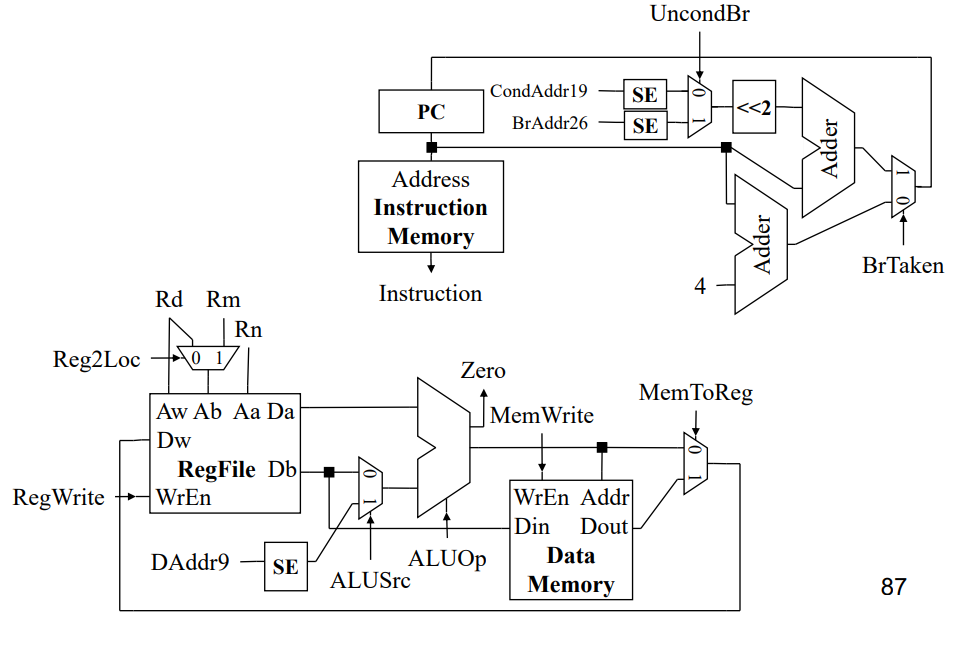 UncondBr
CondAddr19
SE
0
<<2
PC
BrAddr26
SE
1
Adder
Address
Instruction
Memory
1
0
Adder
BrTaken
4
Instruction
Rd Rm
Rn
Reg2Loc
0 1
Zero
MemWrite
MemToReg
Aw Ab Aa Da
Dw
RegFile Db
RegWrite
WrEn
0
1
0
1
WrEn Addr
Din Dout
Data
Memory
DAddr9
SE
ALUSrc
ALUOp
87